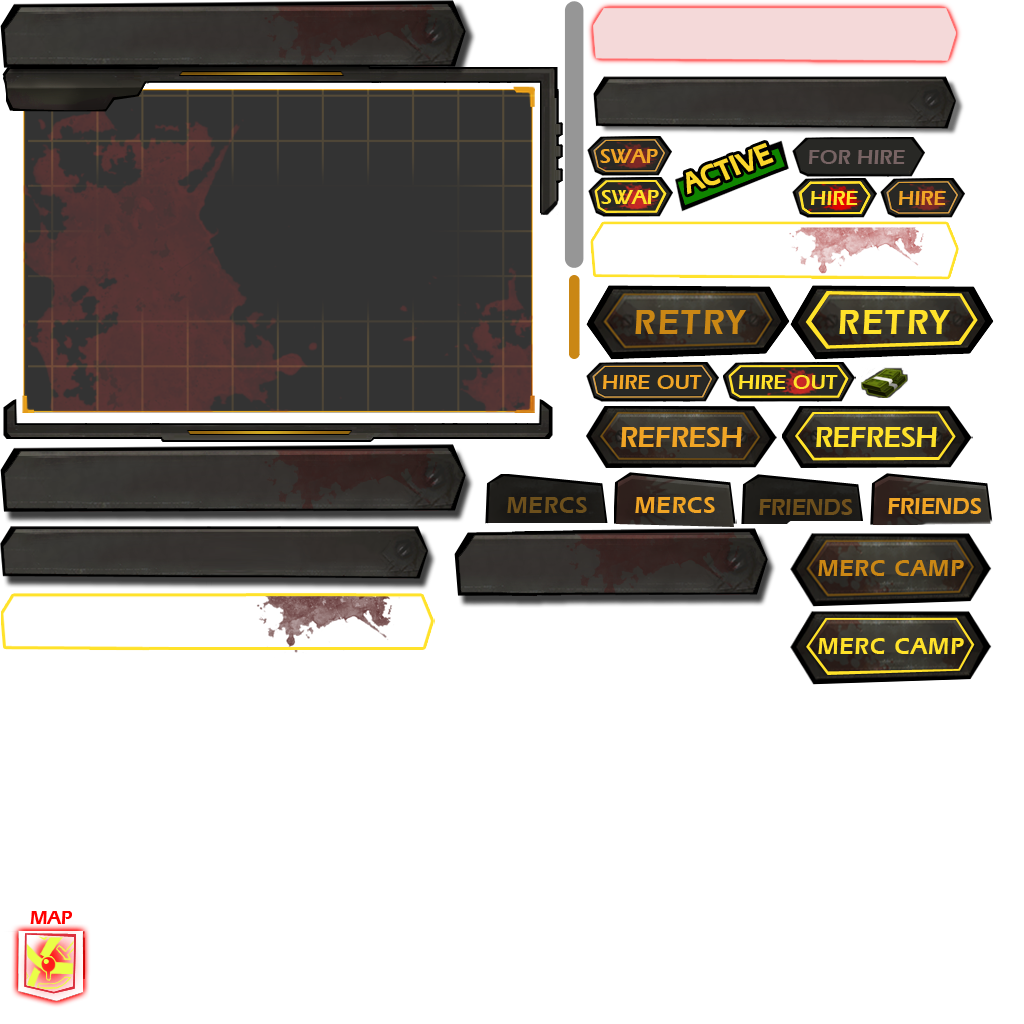 SWAP
ACTIVE
FOR HIRE
SWAP
HIRE
HIRE
RETRY
RETRY
HIRE OUT
HIRE OUT
REFRESH
REFRESH
MERCS
MERCS
FRIENDS
FRIENDS
MERC CAMP
MERC CAMP
MAP